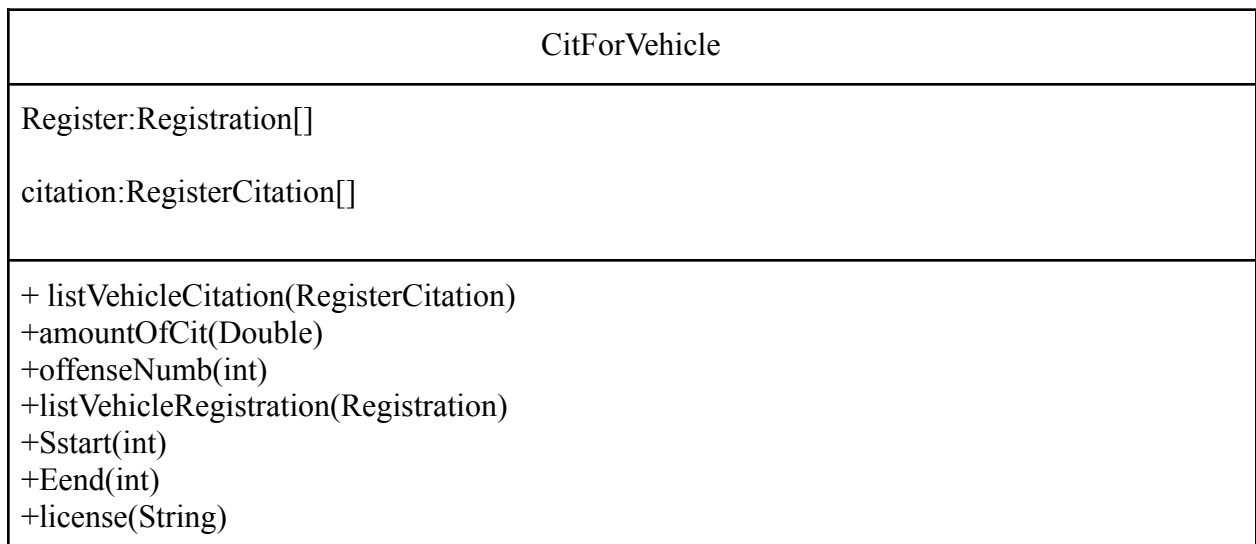 CitForVehicle
Register:Registration[]
citation:RegisterCitation[]
+ listVehicleCitation(RegisterCitation)
+amountOfCit(Double)
+offenseNumb(int)
+listVehicleRegistration(Registration)
+Sstart(int)
+Eend(int)
+license(String)